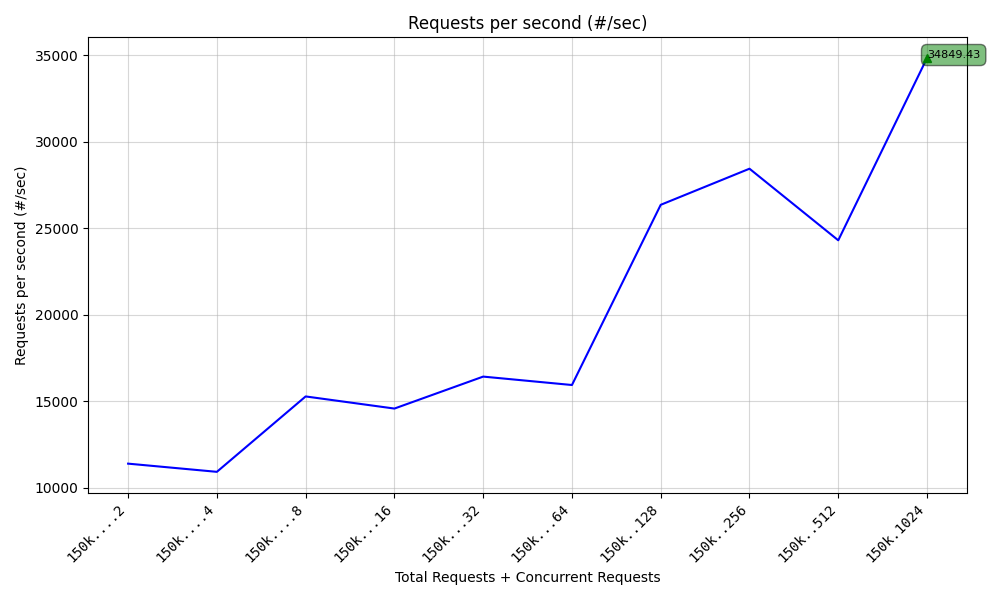 Requests per second (#/sec)
34849.43
35000
30000
25000
20000
15000
10000
Requests per second (#/sec)
150k....2
150k....4
150k....8
150k...16
150k...32
150k...64
150k..128
150k..256
150k..512
150k.1024
Total Requests + Concurrent Requests